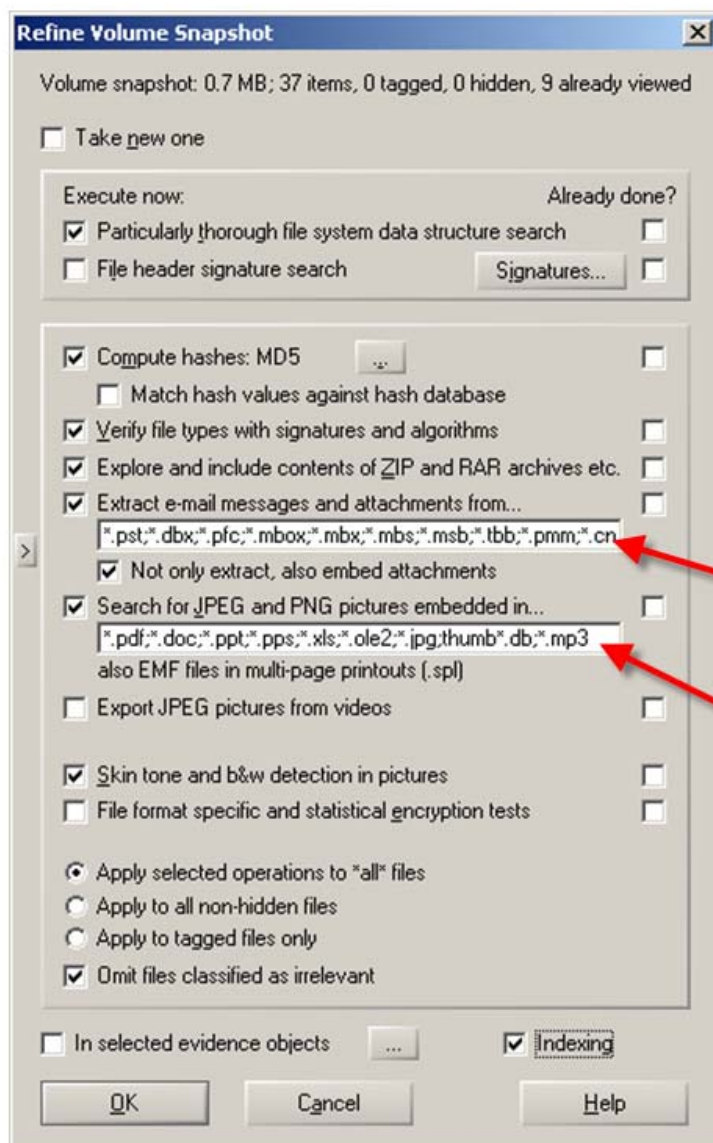 Refine Volume Snapshot
Volume snapshot: 0.7 MB; 37 items, 0 tagged, 0 hidden, 9 already viewed
Take new one
Execute now: Already done?
Particularly thorough file system data structure search
File header signature search Signatures...
Compute hashes: MD5 ...
Match hash values against hash database
Verify file types with signatures and algorithms
Explore and include contents of ZIP and RAR archives etc.
Extract e-mail messages and attachments from...
*.pst;*.dbx;*.pfc;*.mbox;*.mbx;*.mbs;*.msb;*.tbb;*.pmm;*.cn
>
Not only extract, also embed attachments
Search for JPEG and PNG pictures embedded in...
*.pdf;*.doc;*.ppt;*.pps;*.xls;*.ole2;*.jpg;thumb*.db;*.mp3
also EMF files in multi-page printouts (.spl)
Export JPEG pictures from videos
Skin tone and b&w detection in pictures
File format specific and statistical encryption tests
Apply selected operations to *all* files
Apply to all non-hidden files
Apply to tagged files only
Omit files classified as irrelevant
In selected evidence objects ... Indexing
OK Cancel Help